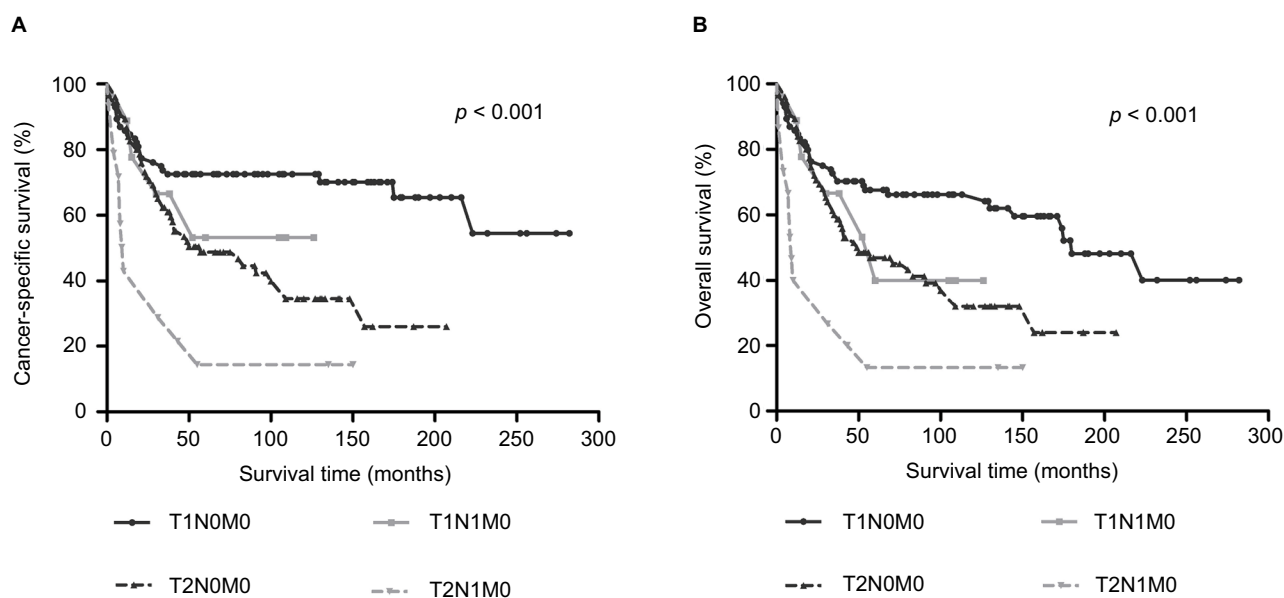 A
Cancer-specific survival (%)
100
80
60
40
20
0
p < 0.001
0 50 100 150 200 250 300
Survival time (months)
T1N0M0 T1N1M0
T2N0M0 T2N1M0
B
Overall survival (%)
100
80
60
40
20
0
p < 0.001
0 50 100 150 200 250 300
Survival time (months)
T1N0M0 T1N1M0
T2N0M0 T2N1M0